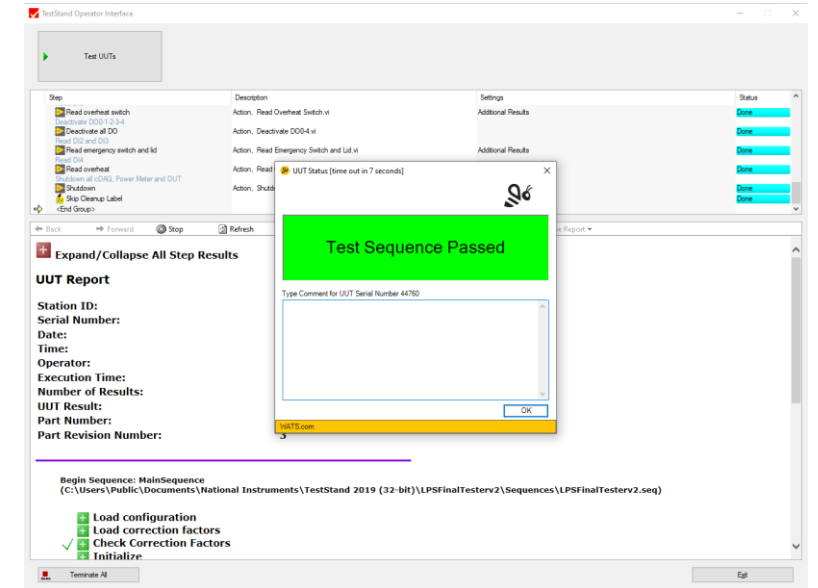 TestStand Operator Interface
Test UUTs
Step Description Settings Status
Read overheat switch Action, Read Overheat Switch.vi Additional Results Done
Deactivate DO0-1-2-3-4
Deactivate all DO Action, Deactivate DO0-4.vi Done
Read DI2 and DI3
Read emergency switch and lid Action, Read Emergency Switch and Lid.vi Additional Results Done
Read DI4
Read overheat Action, Read Done
Shutdown all cDAQ, Power Meter and DUT
Shutdown Action, Shutd Done
Skip Cleanup Label Done
<End Group>
UUT Status [time out in 7 seconds]
Test Sequence Passed
Type Comment for UUT Serial Number 44760
OK
WATS.com
Back Forward Stop Refresh Report
Expand/Collapse All Step Results
UUT Report
Station ID:
Serial Number:
Date:
Time:
Operator:
Execution Time:
Number of Results:
UUT Result:
Part Number:
Part Revision Number: 3
Begin Sequence: MainSequence
(C:\Users\Public\Documents\National Instruments\TestStand 2019 (32-bit)\LPSFinalTesterv2\Sequences\LPSFinalTesterv2.seq)
Load configuration
Load correction factors
Check Correction Factors
Initialize
Terminate All Exit